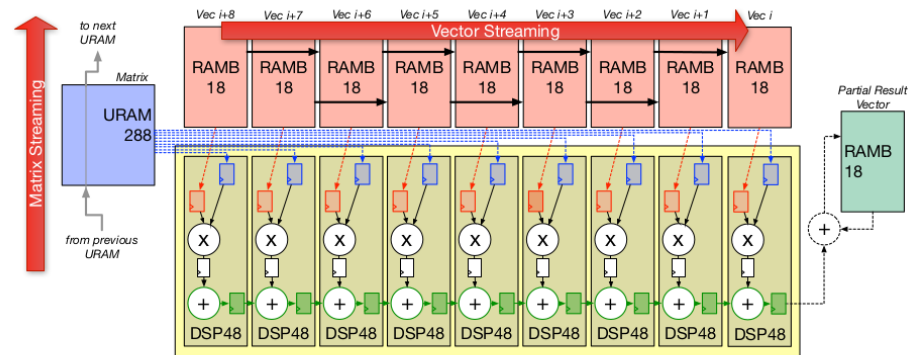 Vec i+8 Vec i+7 Vec i+6 Vec i+5 Vec i+4 Vec i+3 Vec i+2 Vec i+1 Vec i
Vector Streaming
to next
URAM
Matrix
Matrix Streaming
URAM
288
from previous
URAM
RAMB RAMB RAMB RAMB RAMB RAMB RAMB RAMB RAMB
18 18 18 18 18 18 18 18 18
Partial Result
Vector
RAMB
18
X X X X X X X X X
+ + + + + + + + + +
DSP48 DSP48 DSP48 DSP48 DSP48 DSP48 DSP48 DSP48 DSP48